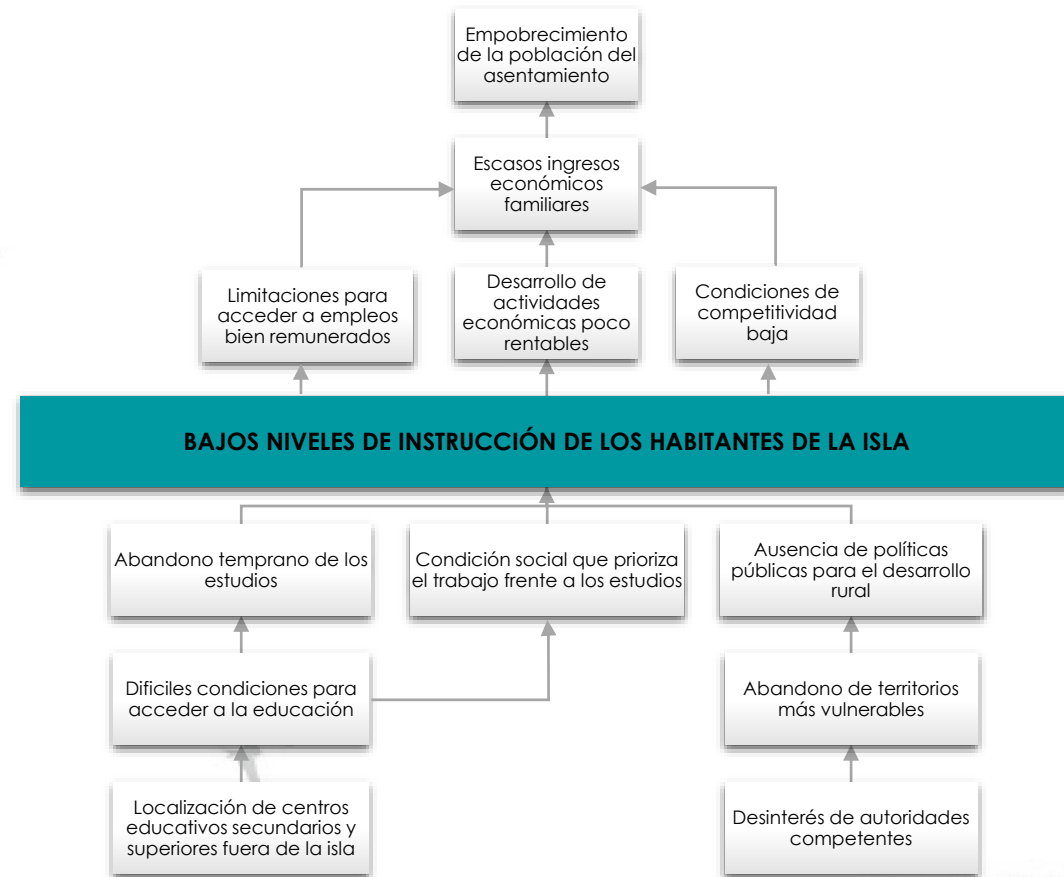 Empobrecimiento
de la población del
asentamiento
Escasos ingresos
económicos
familiares
Limitaciones para
acceder a empleos
bien remunerados
Desarrollo de
actividades
económicas poco
rentables
Condiciones de
competitividad
baja
BAJOS NIVELES DE INSTRUCCIÓN DE LOS HABITANTES DE LA ISLA
Abandono temprano de los
estudios
Condición social que prioriza
el trabajo frente a los estudios
Ausencia de políticas
públicas para el desarrollo
rural
Dificiles condiciones para
acceder a la educación
Abandono de territorios
más vulnerables
Localización de centros
educativos secundarios y
superiores fuera de la isla
Desinterés de autoridades
competentes